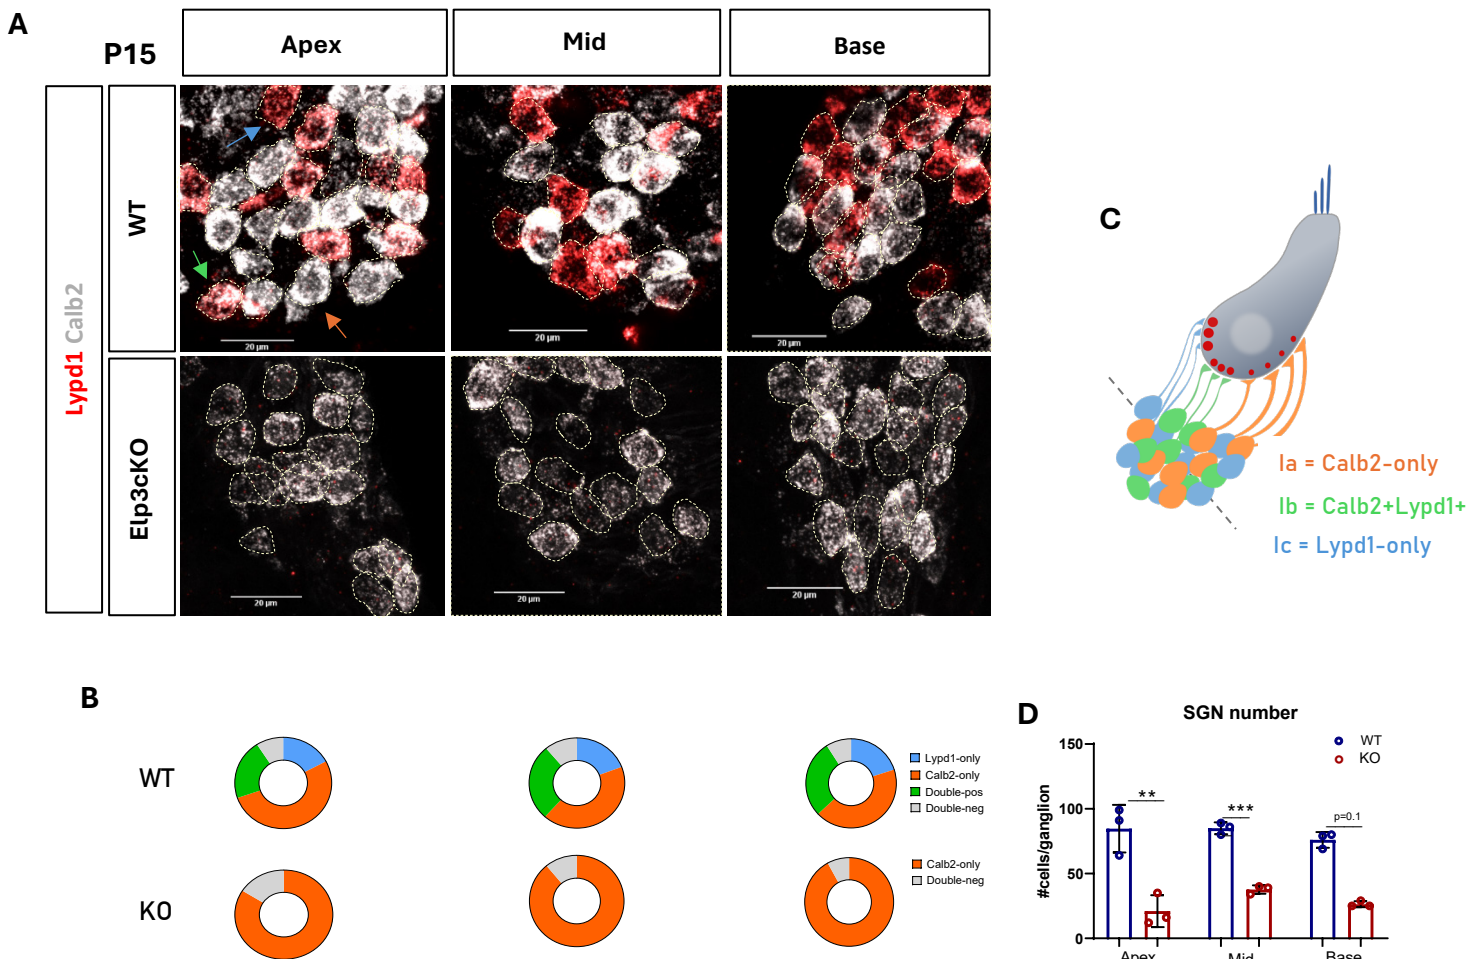 A
P15
Apex
Mid
Base
Lypd1 Calb2
WT
20 µm
20 µm
20 µm
Elp3cKO
20 µm
20 µm
20 µm
C
Ia = Calb2-only
Ib = Calb2+Lypd1+
Ic = Lypd1-only
B
WT
Lypd1-only
Calb2-only
Double-pos
Double-neg
KO
Calb2-only
Double-neg
D
SGN number
WT
KO
#cells/ganglion
150
100
50
0
**
***
p=0.1
Apex
Mid
Base